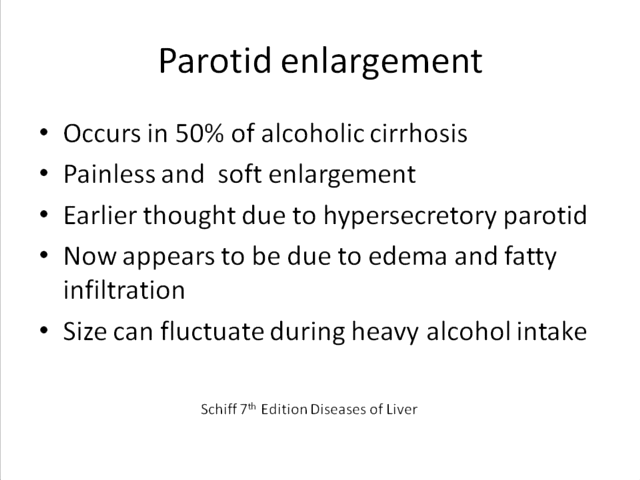 Parotid enlargement
• Occurs in 50% of alcoholic cirrhosis
• Painless and  soft enlargement
• Earlier thought due to hypersecretory parotid
• Now appears to be due to edema and fatty
infiltration
• Size can fluctuate during heavy alcohol intake
Schiff 7th Edition Diseases of Liver